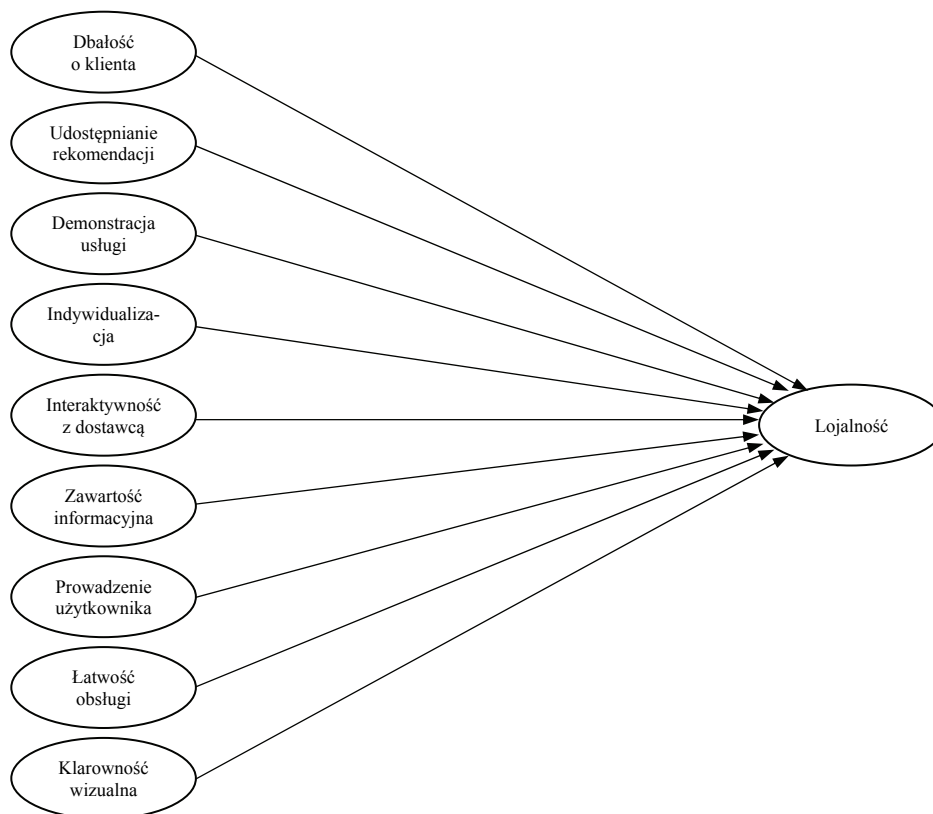 Dbałość
o klienta
Udostępnianie
rekomendacji
Demonstracja
usługi
Indywidualiza-
cja
Interaktywność
z dostawcą
Lojalność
Zawartość
informacyjna
Prowadzenie
użytkownika
Łatwość
obsługi
Klarowność
wizualna